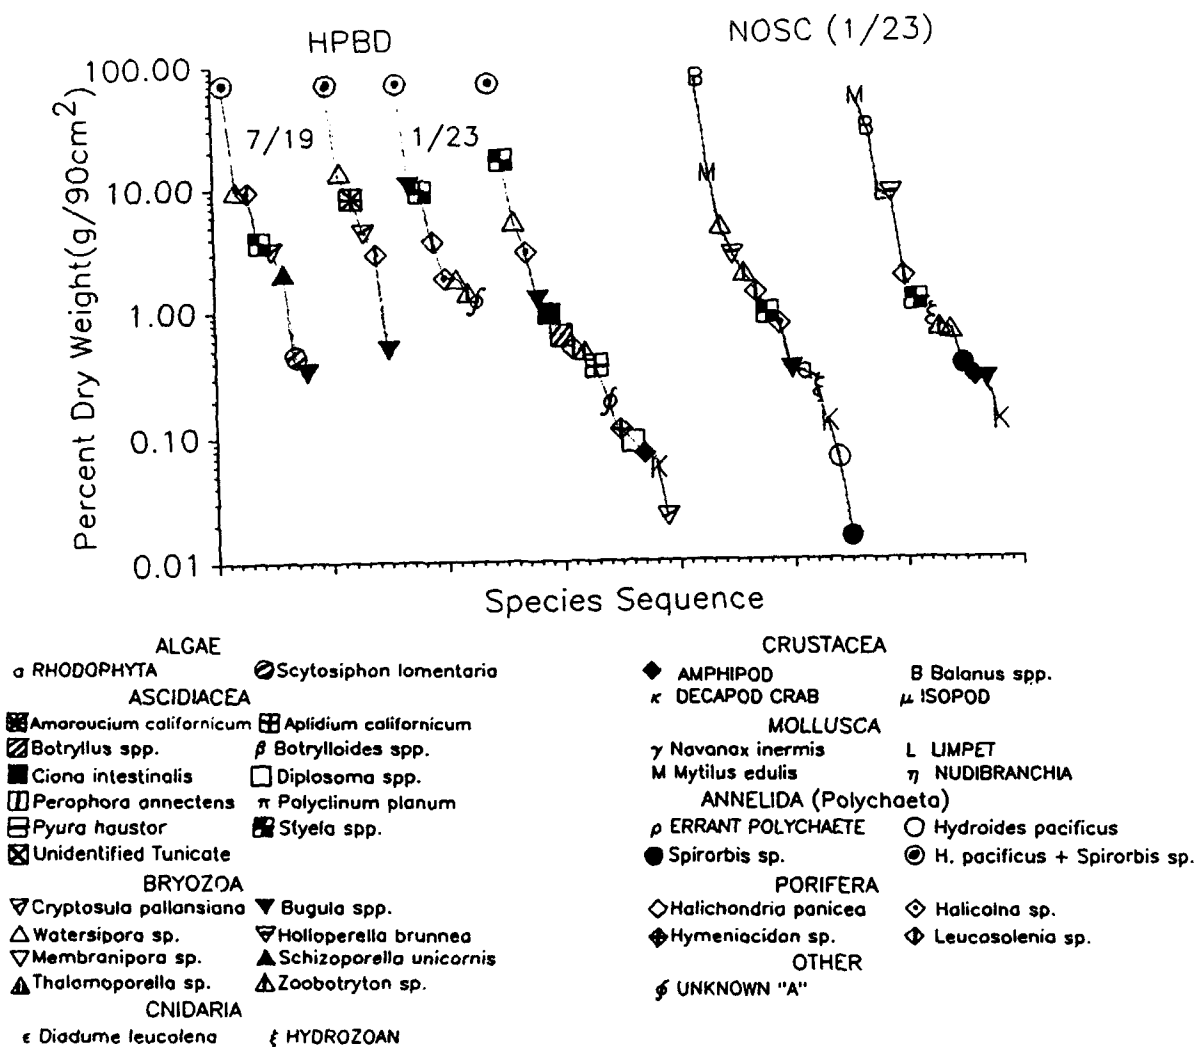 HPBD
NOSC (1/23)
100.00
10.00
1.00
0.10
0.01
Percent Dry Weight(g/90cm2)
7/19
1/23
B
M
K
B
M
K
M
B
K
Species Sequence
ALGAE
α RHODOPHYTA
Scytosiphon lomentaria
ASCIDIACEA
Amaroucium californicum
Aplidium californicum
Botryllus spp.
β Botrylloides spp.
Ciona intestinalis
Diplosoma spp.
Perophora annectens
π Polyclinum planum
Pyura haustor
Styela spp.
Unidentified Tunicate
BRYOZOA
Cryptosula pallansiana
Bugula spp.
Watersipora sp.
Holloperella brunnea
Membranipora sp.
Schizoporella unicornis
Thalamoporella sp.
Zoobotryton sp.
CNIDARIA
ε Diadume leucolena
ξ HYDROZOAN
CRUSTACEA
AMPHIPOD
B Balanus spp.
κ DECAPOD CRAB
μ ISOPOD
MOLLUSCA
γ Navanax inermis
L LIMPET
M Mytilus edulis
η NUDIBRANCHIA
ANNELIDA (Polychaeta)
ρ ERRANT POLYCHAETE
Hydroides pacificus
Spirorbis sp.
H. pacificus + Spirorbis sp.
PORIFERA
Halichondria panicea
Halicolna sp.
Hymeniacidon sp.
Leucosolenia sp.
OTHER
UNKNOWN "A"